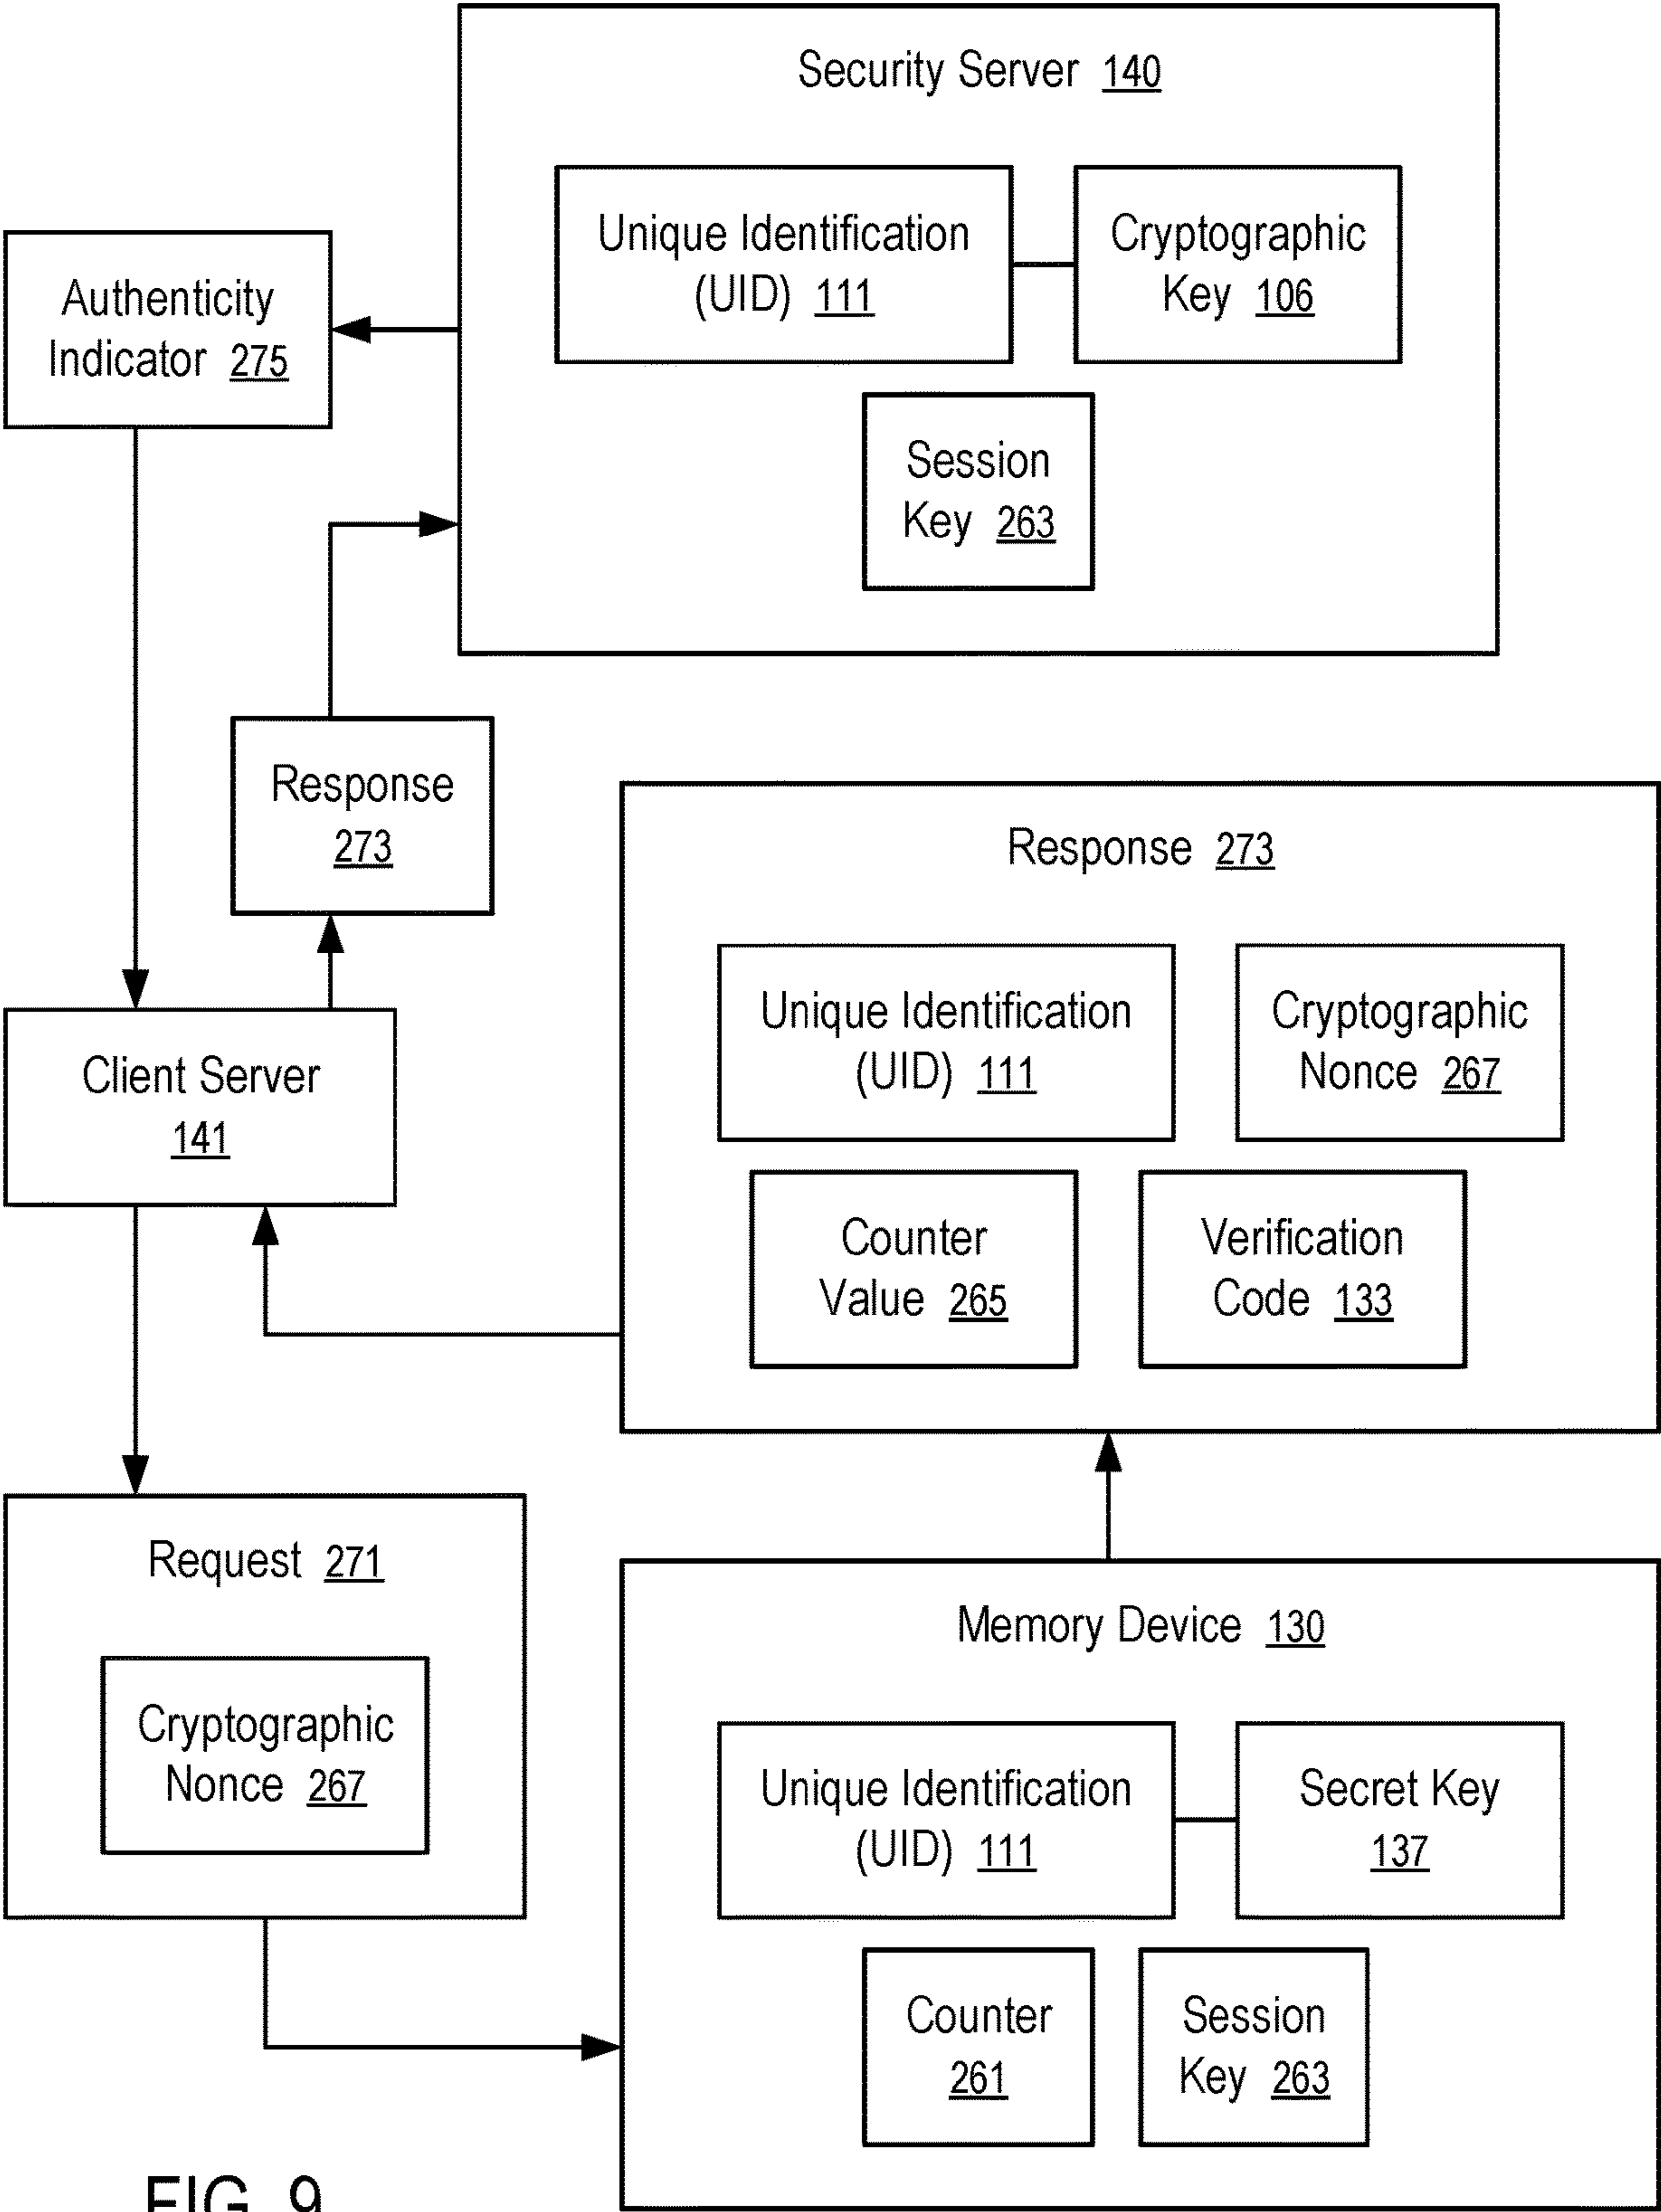 Security Server 140
Unique Identification
(UID) 111
Cryptographic
Key 106
Session
Key 263
Authenticity
Indicator 275
Response
273
Client Server
141
Response 273
Unique Identification
(UID) 111
Cryptographic
Nonce 267
Counter
Value 265
Verification
Code 133
Request 271
Cryptographic
Nonce 267
Memory Device 130
Unique Identification
(UID) 111
Secret Key
137
Counter
261
Session
Key 263
FIG. 9